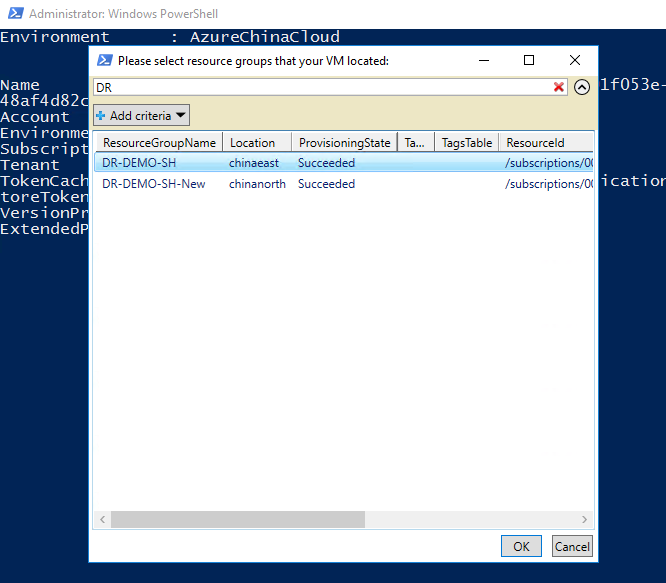 Administrator: Windows PowerShell
Environment : AzureChinaCloud
Please select resource groups that your VM located:
DR
Name 1f053e-
48af4d82c
Add criteria
Account
Environme
ResourceGroupName Location ProvisioningState Ta... TagsTable ResourceId
Subscript
DR-DEMO-SH chinaeast Succeeded /subscriptions/00
Tenant
TokenCach ication
DR-DEMO-SH-New chinanorth Succeeded /subscriptions/00
toreToken
VersionPr
ExtendedP
OK Cancel